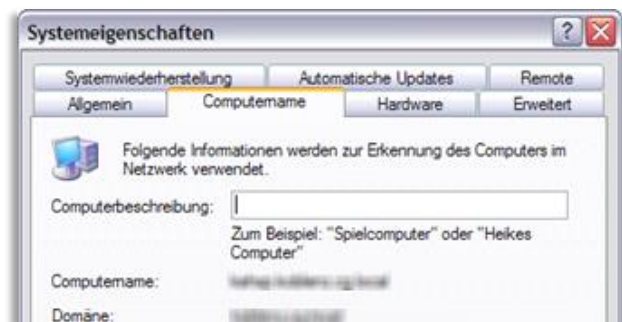 Systemeigenschaften
Systemwiederherstellung Automatische Updates Remote
Allgemein Computername Hardware Erweitert
Folgende Informationen werden zur Erkennung des Computers im
Netzwerk verwendet.
Computerbeschreibung:
Zum Beispiel: "Spielcomputer" oder "Heikes
Computer"
Computername:
Domäne: